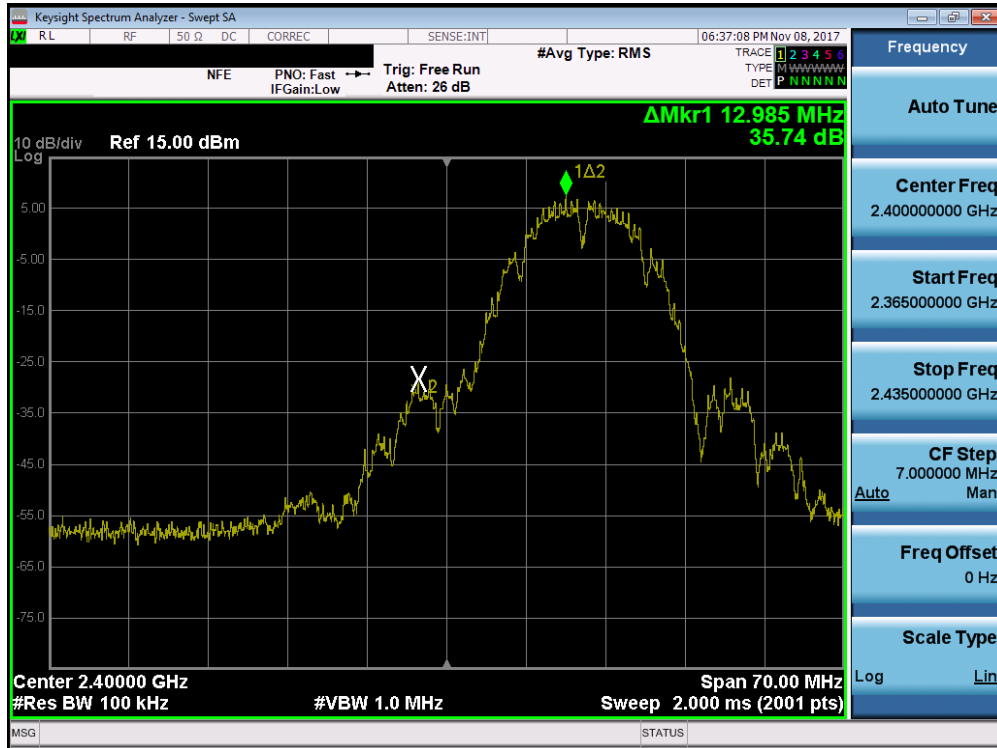 Keysight Spectrum Analyzer - Swept SA
LXI RL RF 50 Ω DC CORREC SENSE:INT 06:37:08 PM Nov 08, 2017
#Avg Type: RMS
TRACE 1 2 3 4 5 6
TYPE M WWWWW
DET P N N N N N
NFE
PNO: Fast
IFGain:Low
Trig: Free Run
Atten: 26 dB
ΔMkr1 12.985 MHz
35.74 dB
10 dB/div Ref 15.00 dBm
Log
1Δ2
5.00
-5.00
-15.0
-25.0
X2
-35.0
-45.0
-55.0
-65.0
-75.0
Center 2.40000 GHz
Span 70.00 MHz
#Res BW 100 kHz
#VBW 1.0 MHz
Sweep 2.000 ms (2001 pts)
MSG
STATUS
Frequency
Auto Tune
Center Freq
2.400000000 GHz
Start Freq
2.365000000 GHz
Stop Freq
2.435000000 GHz
CF Step
7.000000 MHz
Auto Man
Freq Offset
0 Hz
Scale Type
Log Lin